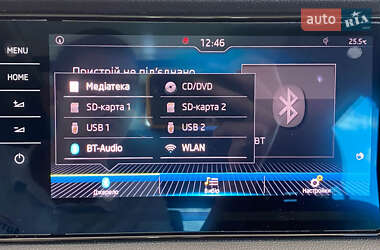 auto RIA
MENU
12:46
25.5°c
HOME
Пристрій не під'єднано
Медіатека
CD/DVD
SD-карта 1
SD-карта 2
USB 1
USB 2
BT-Audio
WLAN
BT
Джерело
Аудіо
Настройки